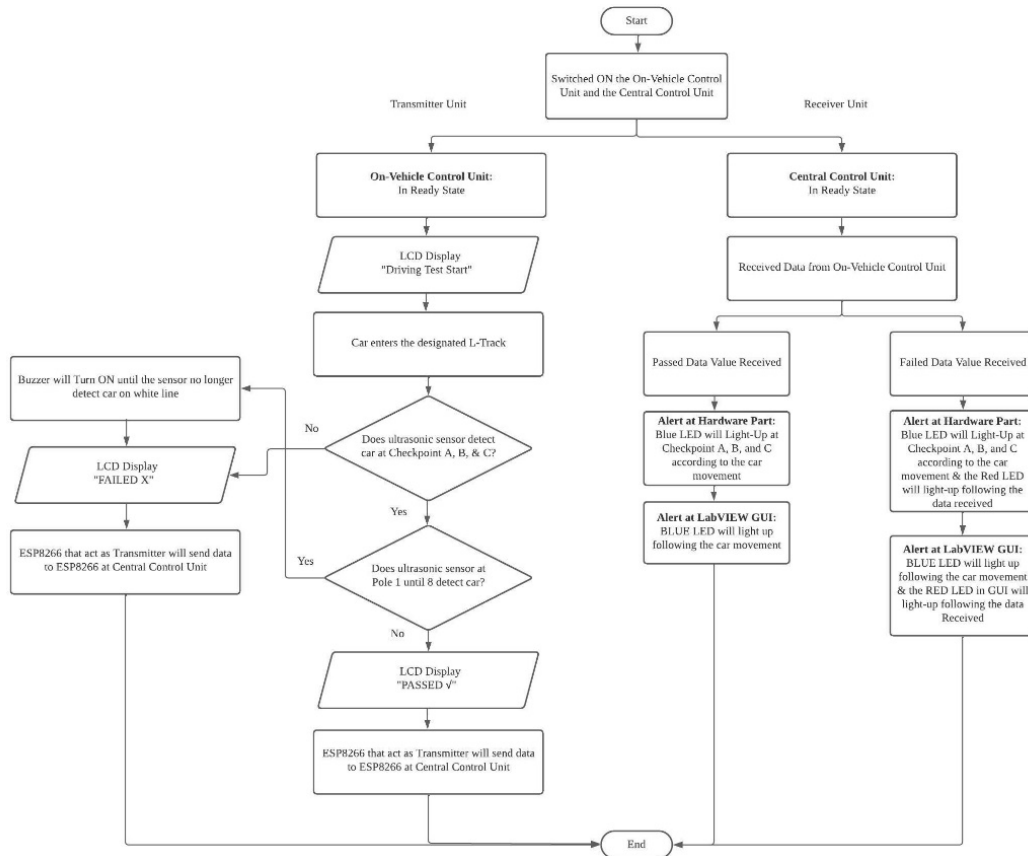 Start
Switched ON the On-Vehicle Control
Unit and the Central Control Unit
Transmitter Unit
Receiver Unit
On-Vehicle Control Unit:
In Ready State
Central Control Unit:
In Ready State
LCD Display
"Driving Test Start"
Received Data from On-Vehicle Control Unit
Car enters the designated L-Track
Passed Data Value Received
Failed Data Value Received
Buzzer will Turn ON until the sensor no longer
detect car on white line
No
Does ultrasonic sensor detect
car at Checkpoint A, B, & C?
Alert at Hardware Part:
Blue LED will Light-Up at
Checkpoint A, B, and C
according to the car
movement
Alert at Hardware Part:
Blue LED will Light-Up at
Checkpoint A, B, and C
according to the car
movement & the Red LED
will light-up following the
data received
LCD Display
"FAILED X"
Yes
Alert at LabVIEW GUI:
BLUE LED will light up
following the car movement
Alert at LabVIEW GUI:
BLUE LED will light up
following the car movement
& the RED LED in GUI will
light-up following the data
Received
ESP8266 that act as Transmitter will send data
to ESP8266 at Central Control Unit
Yes
Does ultrasonic sensor at
Pole 1 until 8 detect car?
No
LCD Display
"PASSED √"
ESP8266 that act as Transmitter will send data
to ESP8266 at Central Control Unit
End